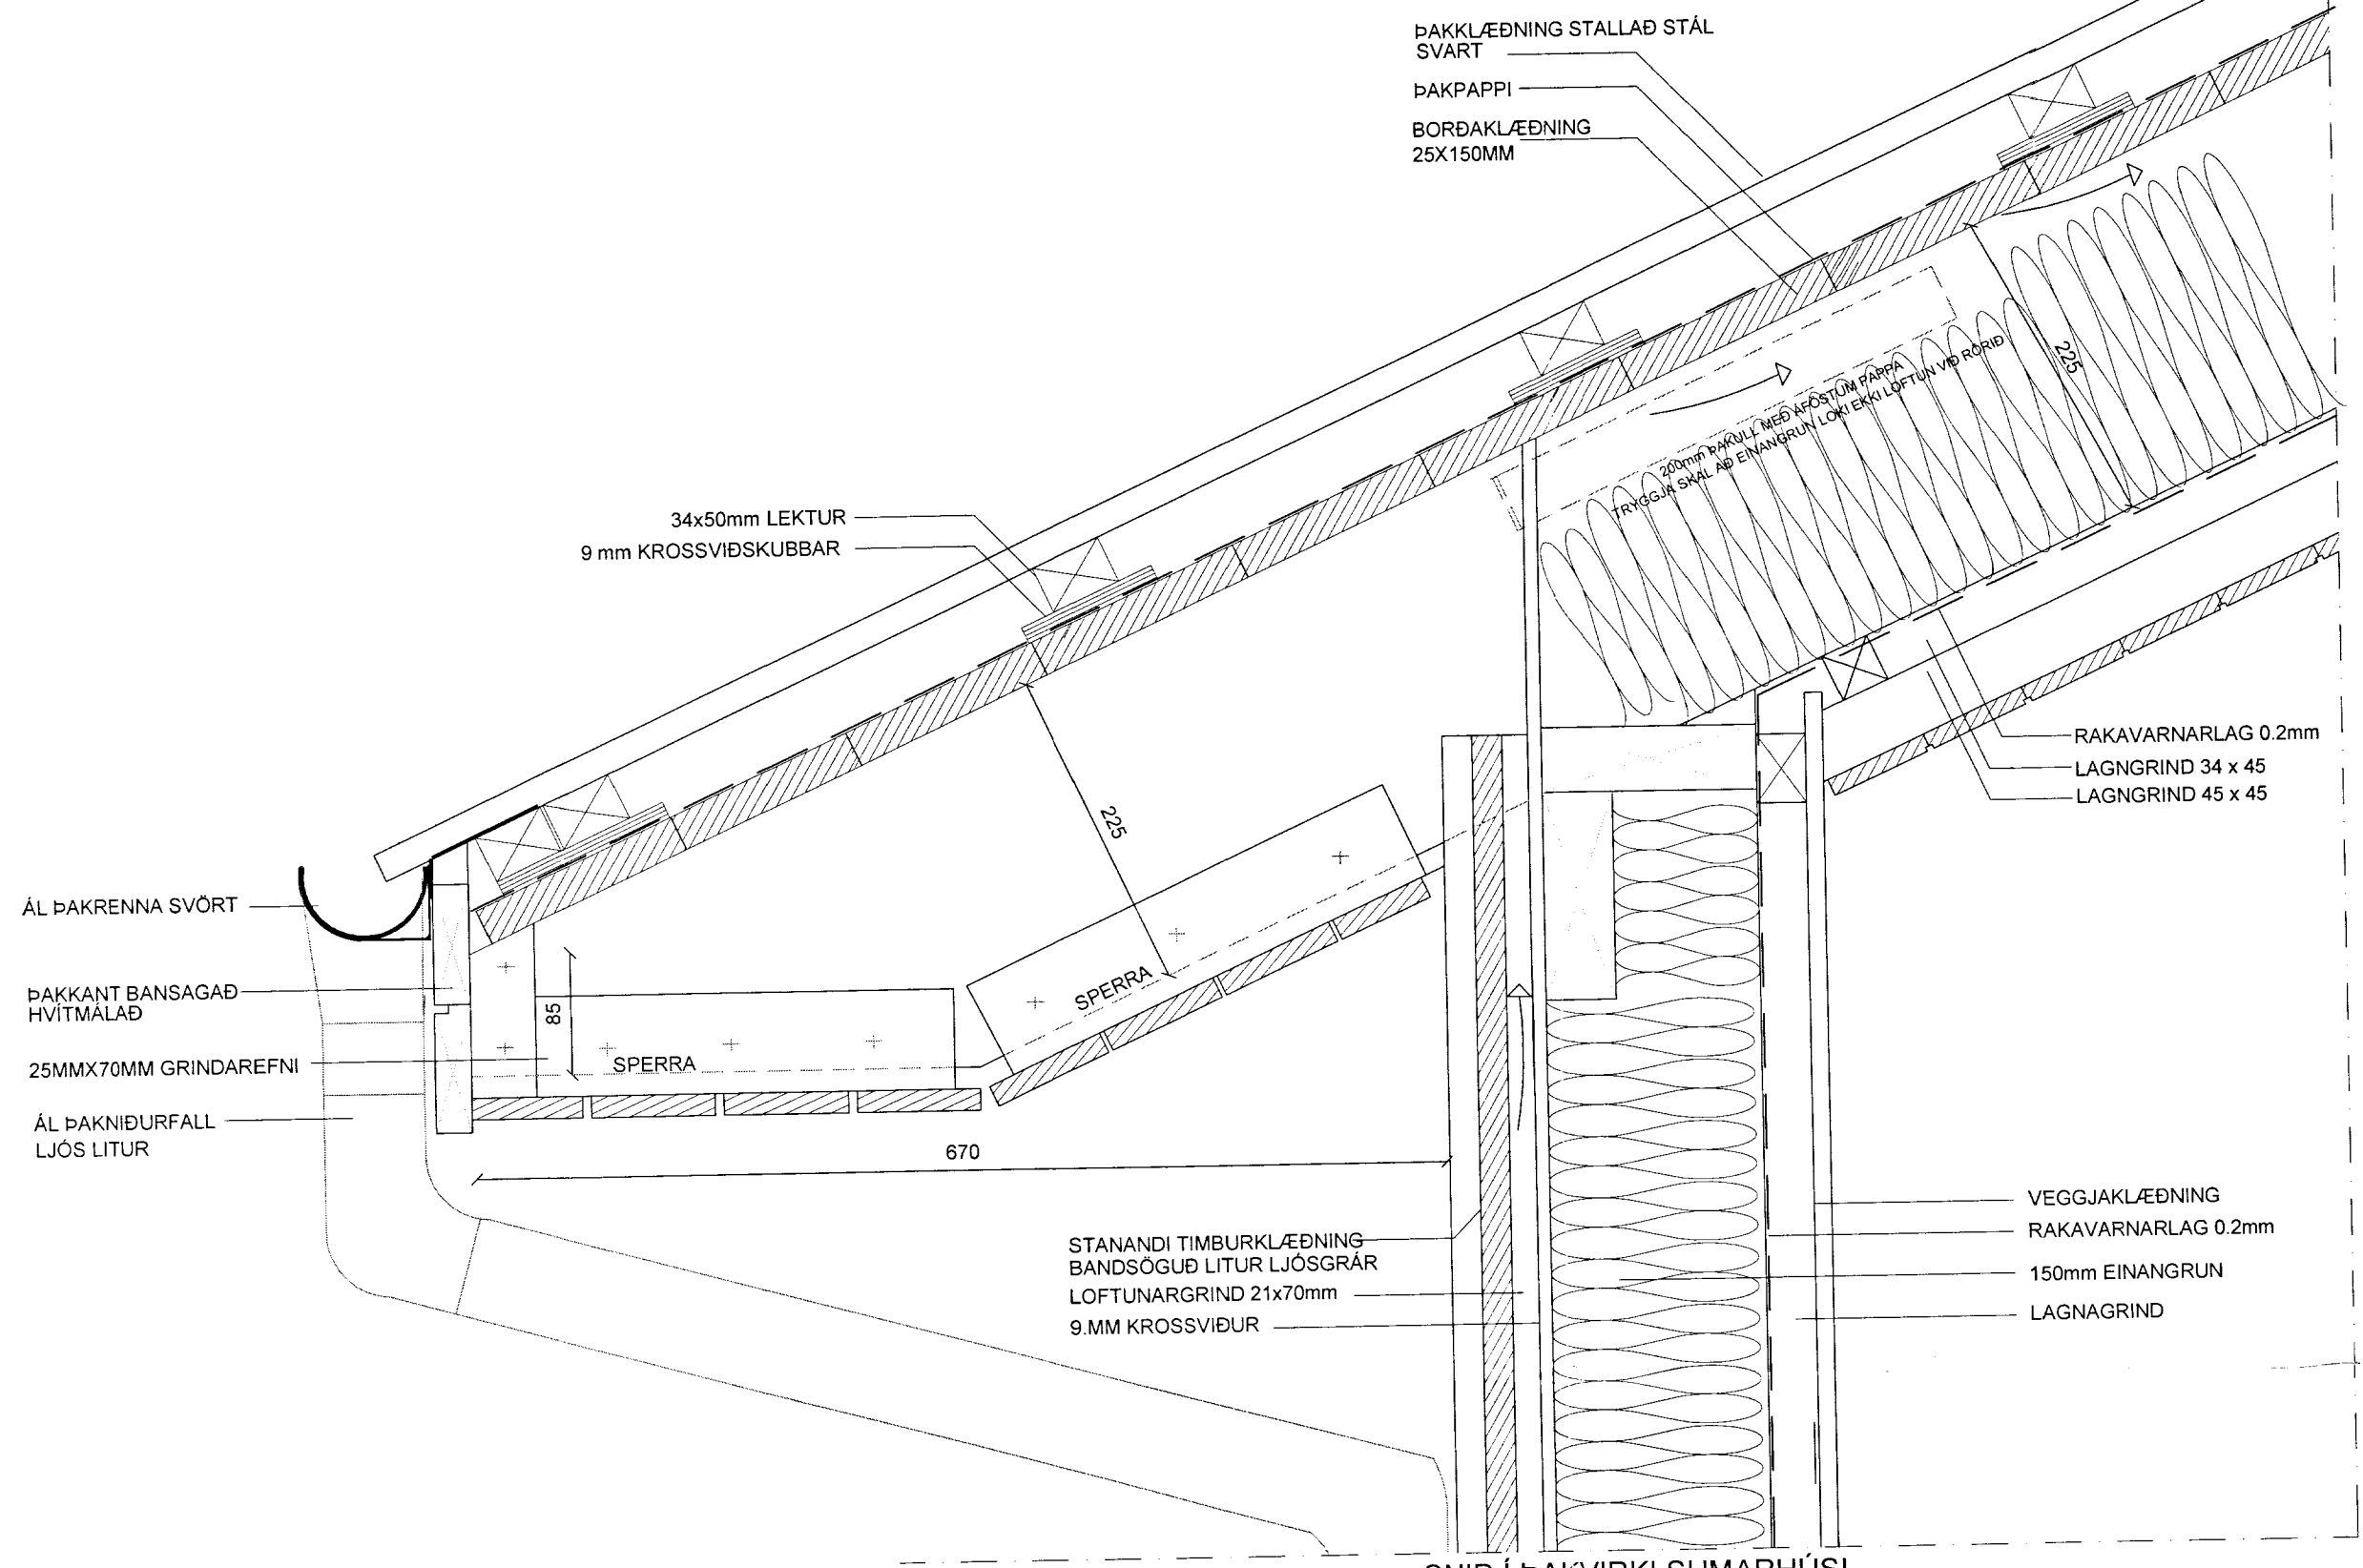 ÞAKKLÆÐNING STALLAÐ STÁL
SVART
ÞAKPAPPI
BORÐAKLÆÐNING
25X150MM
225
200mm ÞAKULL MEÐ ÁFÖSTUM PAPPA
TRYGGJA SKAL AÐ EINANGRUN LOKI EKKI LOFTUN VIÐ RÖRIÐ
34x50mm LEKTUR
9 mm KROSSVIÐSKUBBAR
RAKAVARNARLAG 0.2mm
LAGNGRIND 34 x 45
LAGNGRIND 45 x 45
225
ÁL ÞAKRENNA SVÖRT
SPERRA
ÞAKKANT BANSAGAÐ
HVÍTMÁLAÐ
85
25MMX70MM GRINDAREFNI
SPERRA
ÁL ÞAKNIÐURFALL
LJÓS LITUR
670
STANANDI TIMBURKLÆÐNING
BANDSÖGUÐ LITUR LJÓSGRÁR
LOFTUNARGRIND 21x70mm
9.MM KROSSVIÐUR
VEGGJAKLÆÐNING
RAKAVARNARLAG 0.2mm
150mm EINANGRUN
LAGNAGRIND
SNIÐ Í ÞAKVIRKI SUMARHÚSI